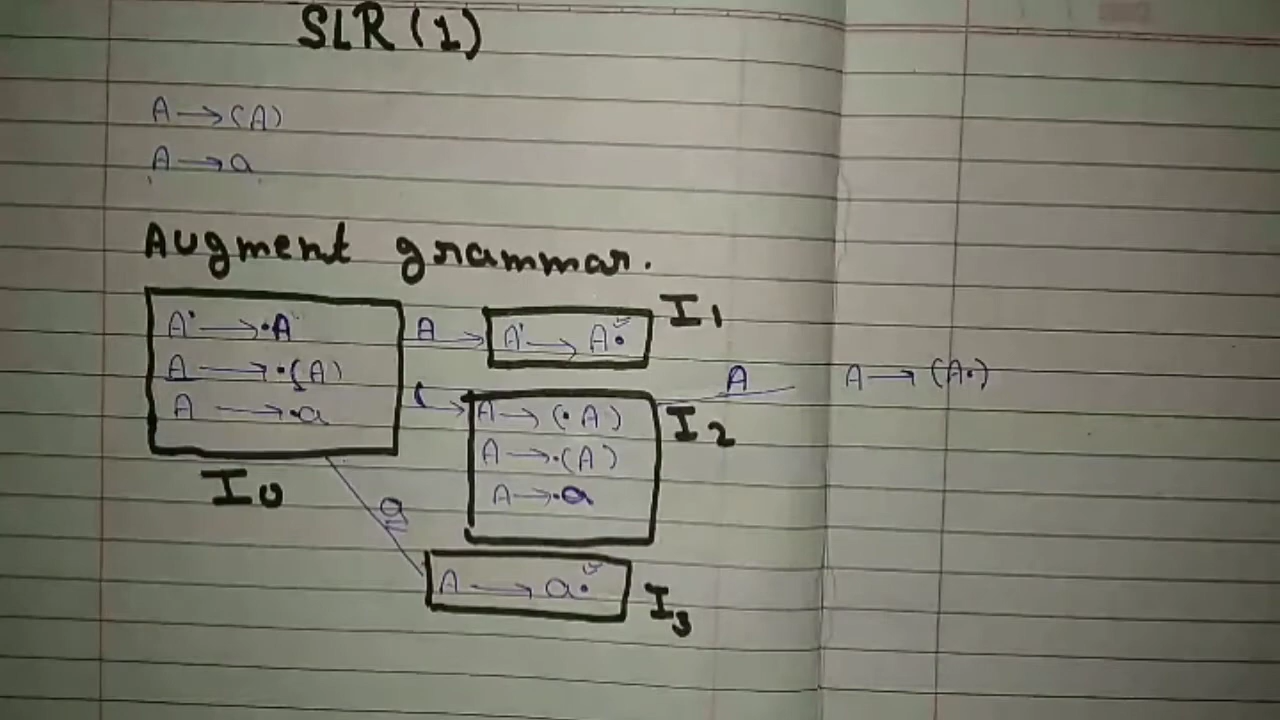 SLR (1)
A → (A)
A → a
Augment grammar.
A' → •A
A → •(A)
A → •a
I0
A
A' → A•
I1
(
A → (•A)
A → •(A)
A → •a
I2
A
A → (A•)
a
A → a•
I3